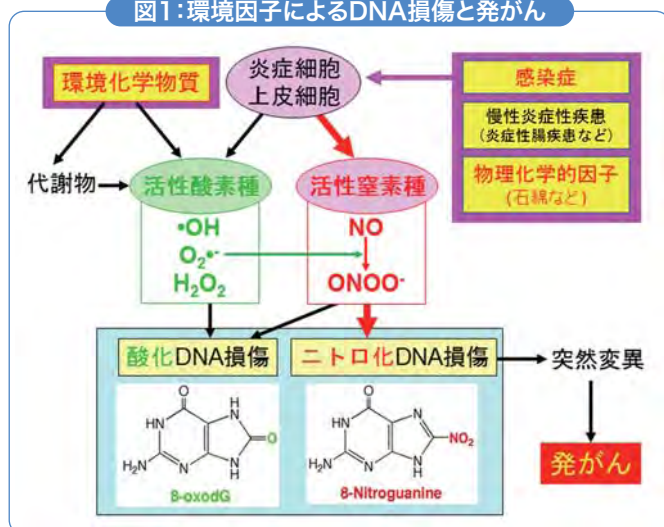 図1:環境因子によるDNA損傷と発がん
環境化学物質
炎症細胞
上皮細胞
感染症
慢性炎症性疾患
(炎症性腸疾患など)
物理化学的因子
(石綿など)
代謝物
活性酸素種
活性窒素種
•OH
O₂•⁻
H₂O₂
NO
ONOO⁻
酸化DNA損傷
ニトロ化DNA損傷
突然変異
O
HN
H₂N
N
H
N
N
H
O
8-oxodG
O
HN
H₂N
N
N
N
H
NO₂
8-Nitroguanine
発がん